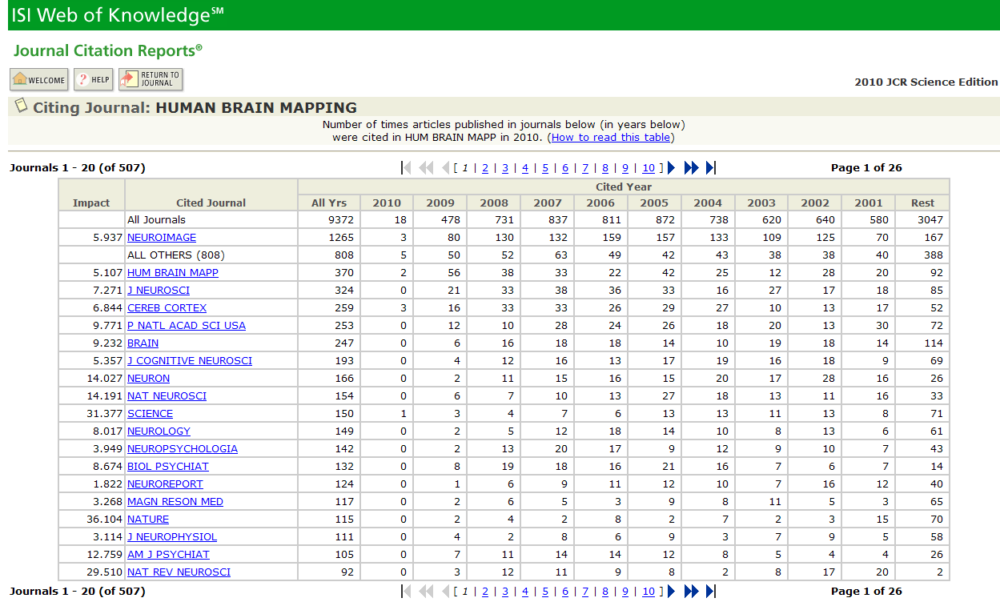 ISI Web of Knowledge℠
Journal Citation Reports®
WELCOME ? HELP RETURN TO JOURNAL
2010 JCR Science Edition
Citing Journal: HUMAN BRAIN MAPPING
Number of times articles published in journals below (in years below)
were cited in HUM BRAIN MAPP in 2010. (How to read this table)
Journals 1 - 20 (of 507) [ 1 | 2 | 3 | 4 | 5 | 6 | 7 | 8 | 9 | 10 ] Page 1 of 26
Cited Year
Impact Cited Journal All Yrs 2010 2009 2008 2007 2006 2005 2004 2003 2002 2001 Rest
All Journals 9372 18 478 731 837 811 872 738 620 640 580 3047
5.937 NEUROIMAGE 1265 3 80 130 132 159 157 133 109 125 70 167
ALL OTHERS (808) 808 5 50 52 63 49 42 43 38 38 40 388
5.107 HUM BRAIN MAPP 370 2 56 38 33 22 42 25 12 28 20 92
7.271 J NEUROSCI 324 0 21 33 38 36 33 16 27 17 18 85
6.844 CEREB CORTEX 259 3 16 33 33 26 29 27 10 13 17 52
9.771 P NATL ACAD SCI USA 253 0 12 10 28 24 26 18 20 13 30 72
9.232 BRAIN 247 0 6 16 18 18 14 10 19 18 14 114
5.357 J COGNITIVE NEUROSCI 193 0 4 12 16 13 17 19 16 18 9 69
14.027 NEURON 166 0 2 11 15 16 15 20 17 28 16 26
14.191 NAT NEUROSCI 154 0 6 7 10 13 27 18 13 11 16 33
31.377 SCIENCE 150 1 3 4 7 6 13 13 11 13 8 71
8.017 NEUROLOGY 149 0 2 5 12 18 14 10 8 13 6 61
3.949 NEUROPSYCHOLOGIA 142 0 2 13 20 17 9 12 9 10 7 43
8.674 BIOL PSYCHIAT 132 0 8 19 18 16 21 16 7 6 7 14
1.822 NEUROREPORT 124 0 1 6 9 11 12 10 7 16 12 40
3.268 MAGN RESON MED 117 0 2 6 5 3 9 8 11 5 3 65
36.104 NATURE 115 0 2 4 2 8 2 7 2 3 15 70
3.114 J NEUROPHYSIOL 111 0 4 2 8 6 9 3 7 9 5 58
12.759 AM J PSYCHIAT 105 0 7 11 14 14 12 8 5 4 4 26
29.510 NAT REV NEUROSCI 92 0 3 12 11 9 8 2 8 17 20 2
Journals 1 - 20 (of 507) [ 1 | 2 | 3 | 4 | 5 | 6 | 7 | 8 | 9 | 10 ] Page 1 of 26